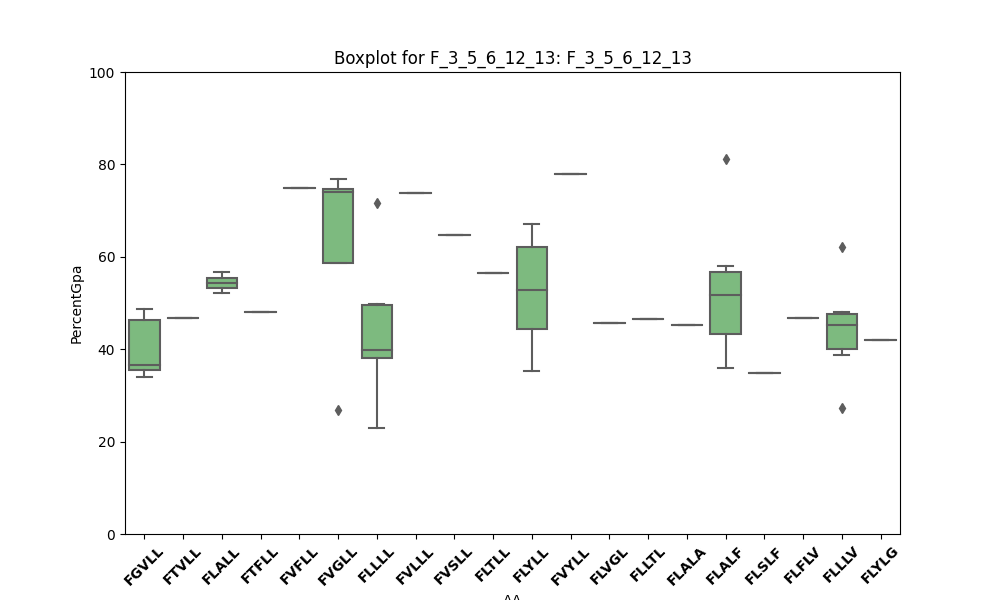 Boxplot for F_3_5_6_12_13: F_3_5_6_12_13
PercentGpa
100
80
60
40
20
0
FGVLL FTVLL FLALL FTFLL FVFLL FVGLL FLLLL FVLLL FVSLL FLTLL FLYLL FVYLL FLVGL FLLTL FLALA FLALF FLSLF FLFLV FLLLV FLYLG
AA